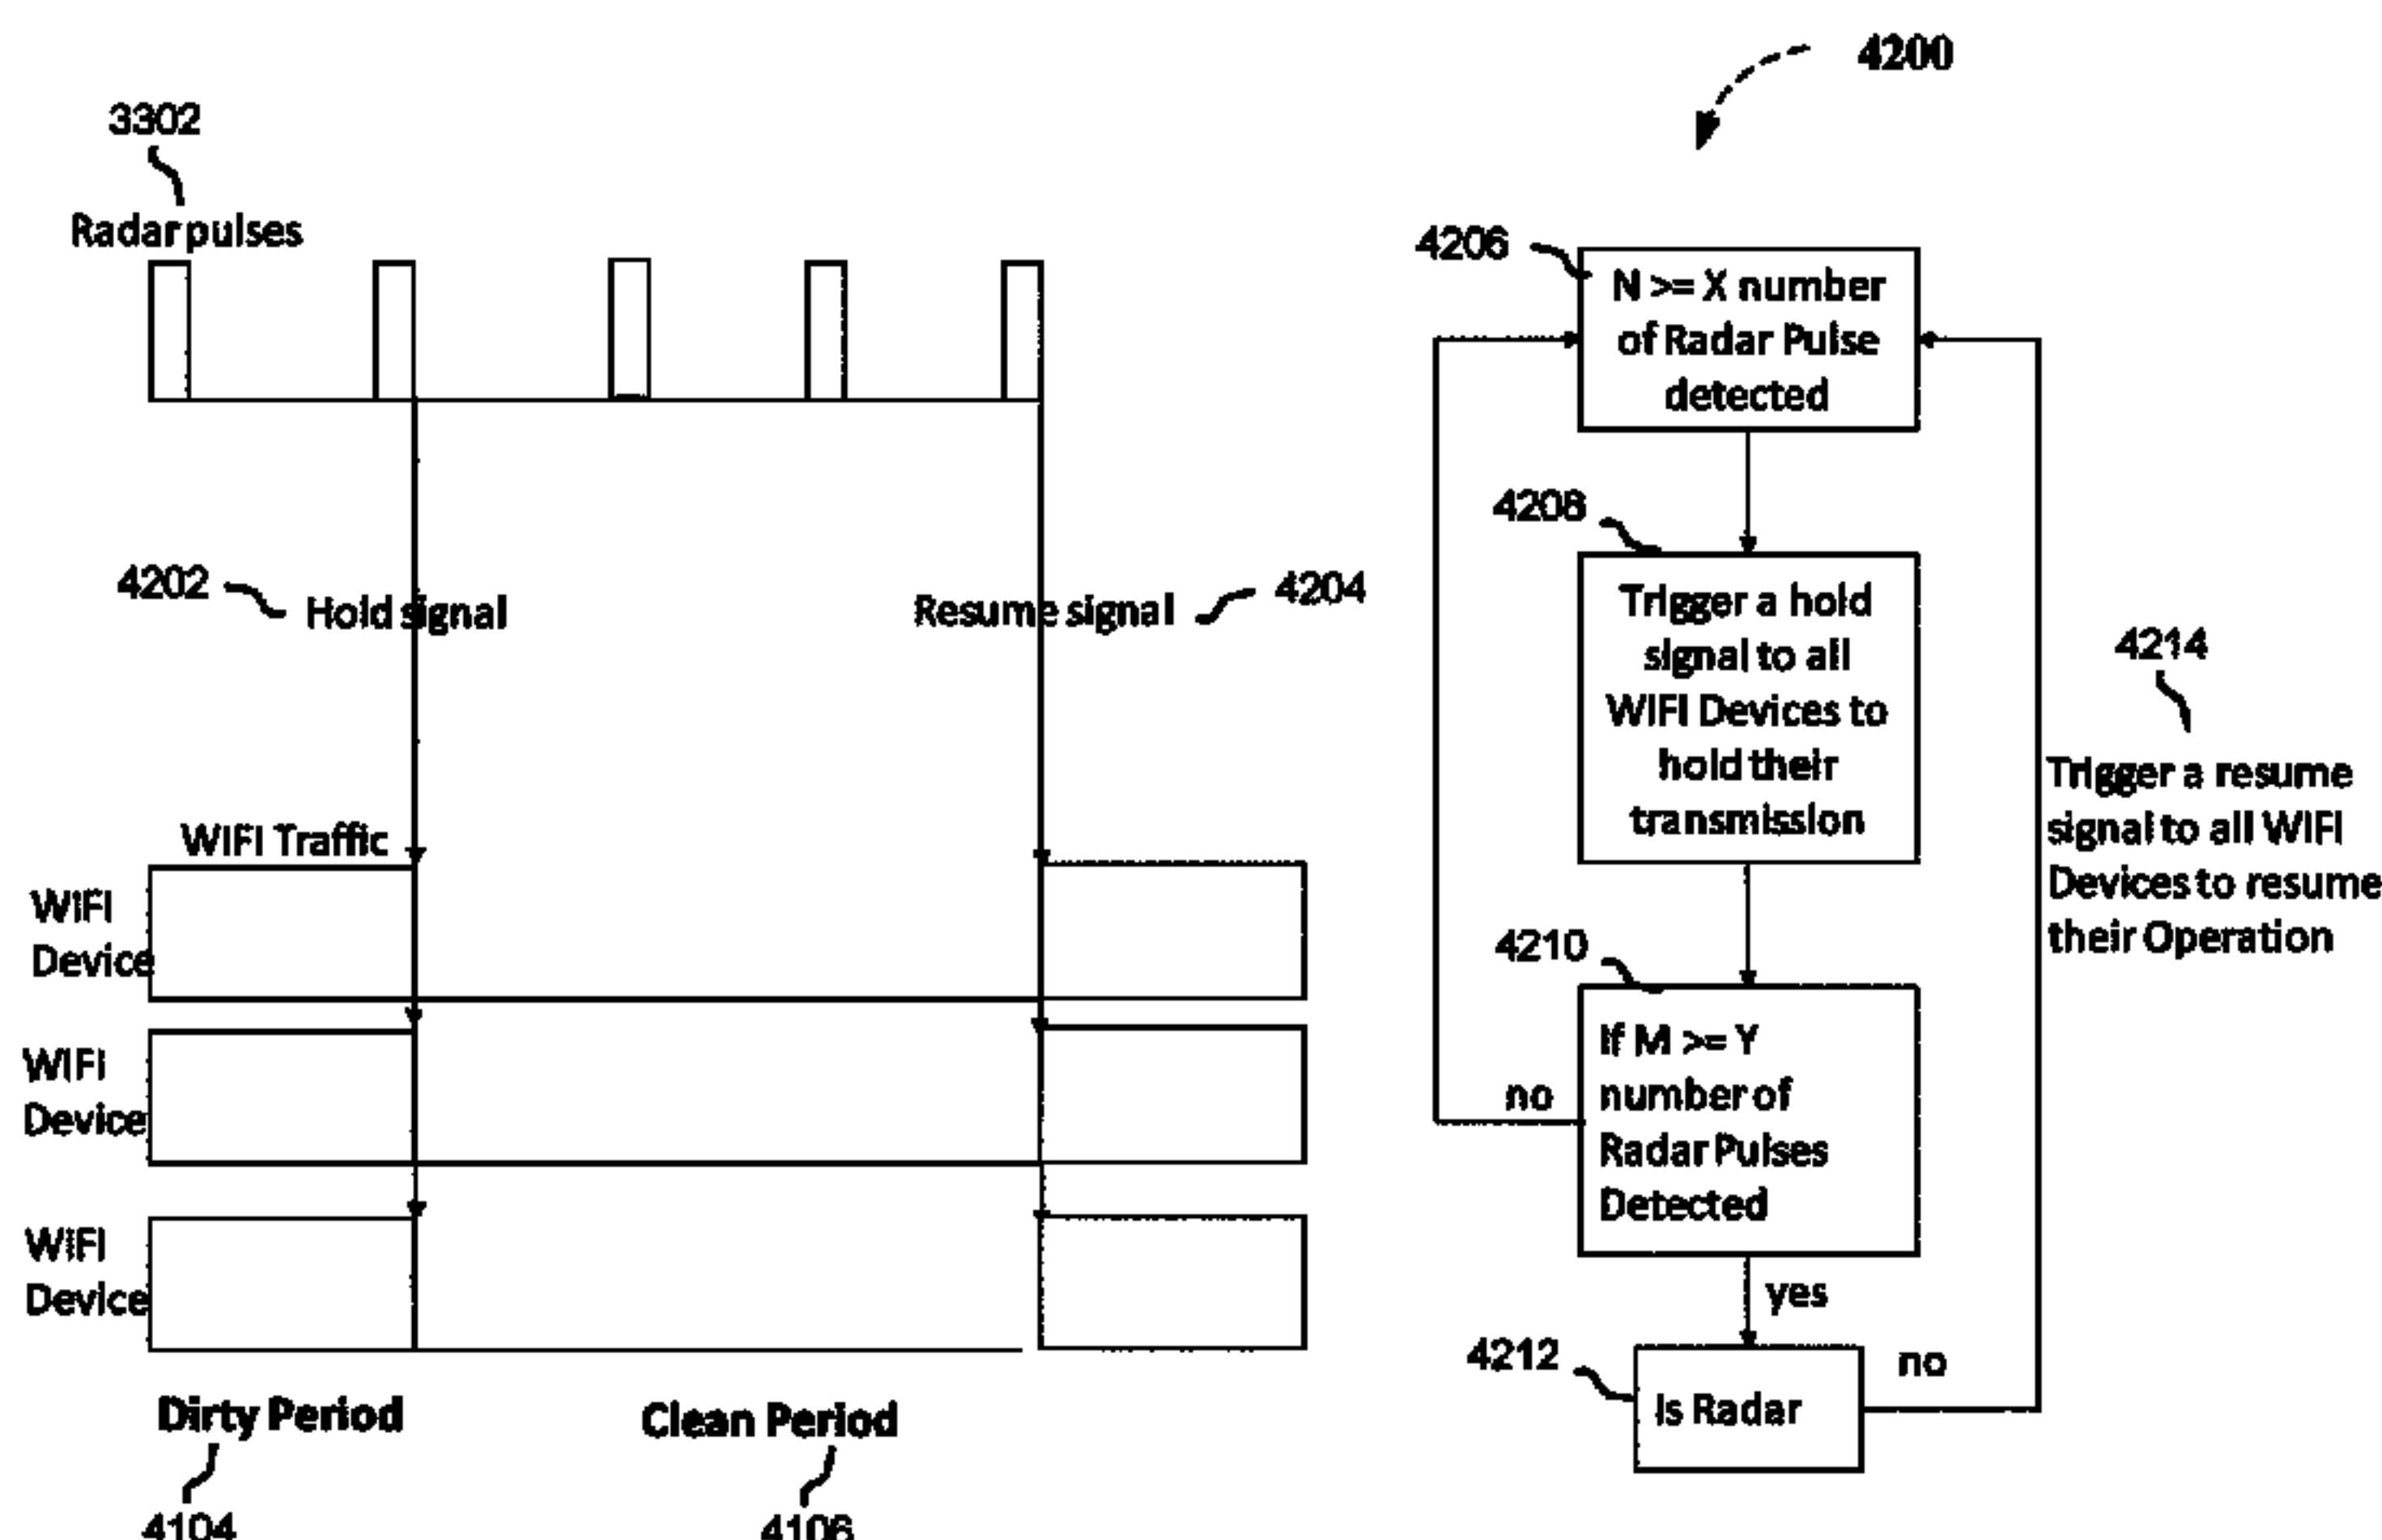 4200
3302
Radar pulses
4202
Hold signal
Resume signal
4204
WIFI Traffic
WIFI
Device
WIFI
Device
WIFI
Device
Dirty Period
4104
Clean Period
4106
4206
N >= X number
of Radar Pulse
detected
4208
Trigger a hold
signal to all
WIFI Devices to
hold their
transmission
4210
If M >= Y
number of
Radar Pulses
Detected
no
yes
4212
Is Radar
no
4214
Trigger a resume
signal to all WIFI
Devices to resume
their Operation